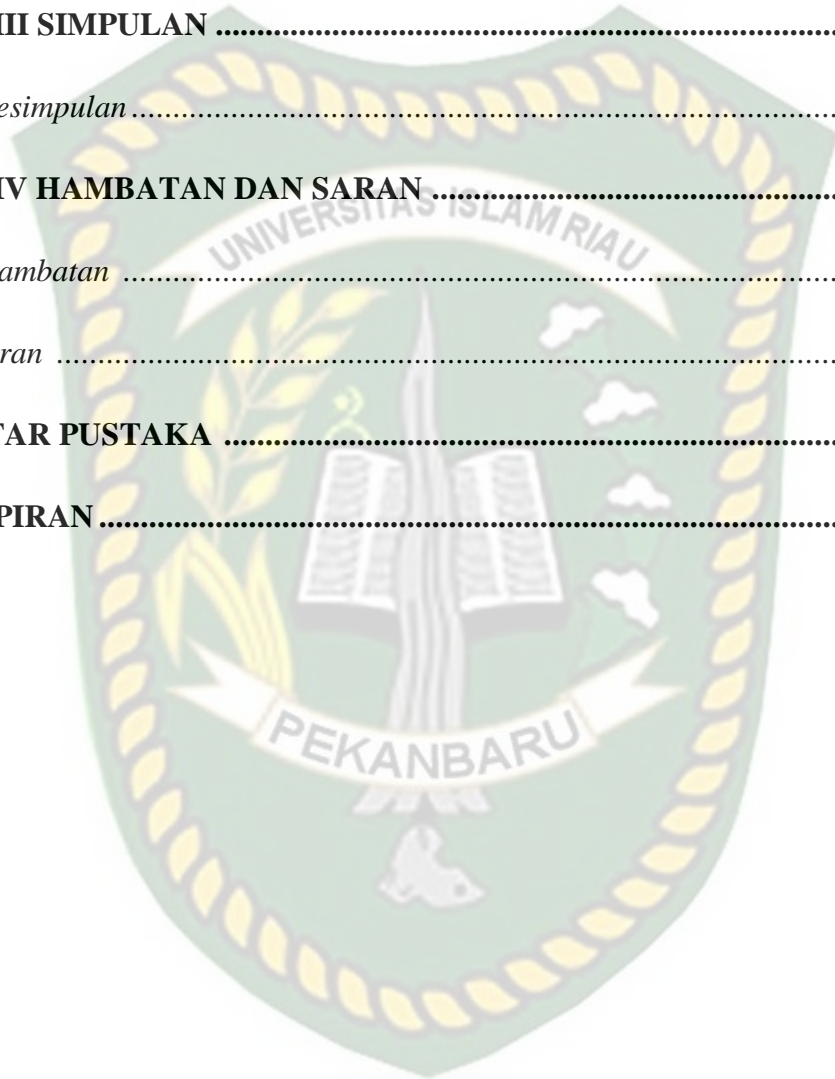 III SIMPULAN ..........................................................................
esimpulan ..........................................................................
IV HAMBATAN DAN SARAN ..................................................
UNIVERSITAS ISLAM RIAU
ambatan ..........................................................................
ran ..........................................................................
TAR PUSTAKA ..........................................................................
PIRAN ..........................................................................
PEKANBARU